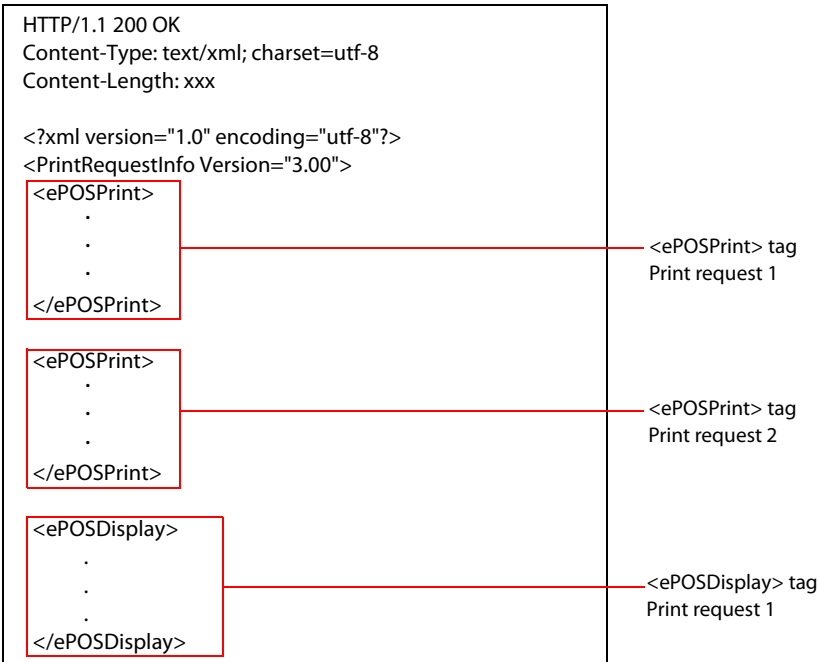 HTTP/1.1 200 OK
Content-Type: text/xml; charset=utf-8
Content-Length: xxx
<?xml version="1.0" encoding="utf-8"?>
<PrintRequestInfo Version="3.00">
<ePOSPrint>
.
.
.
</ePOSPrint>
<ePOSPrint> tag
Print request 1
<ePOSPrint>
.
.
.
</ePOSPrint>
<ePOSPrint> tag
Print request 2
<ePOSDisplay>
.
.
.
</ePOSDisplay>
<ePOSDisplay> tag
Print request 1